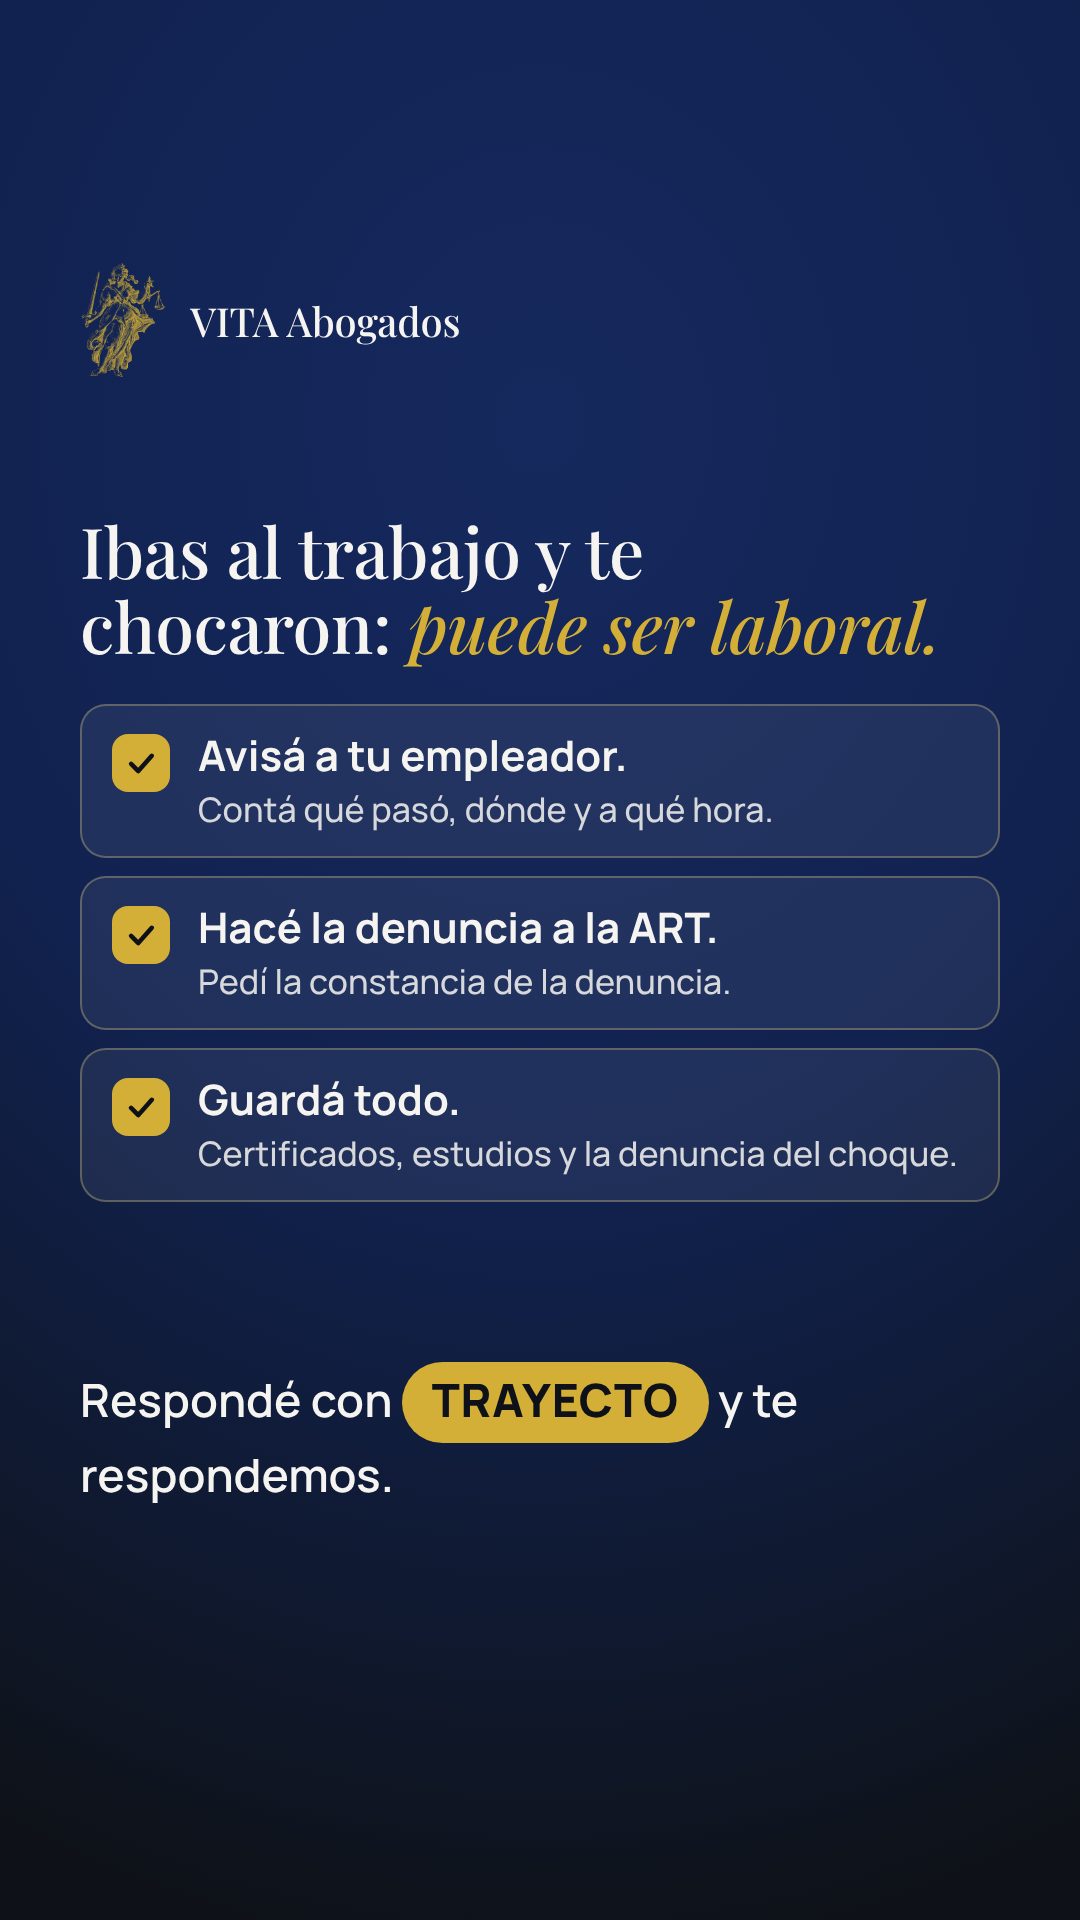 VITA Abogados
Ibas al trabajo y te
chocaron: puede ser laboral.
Avisá a tu empleador.
Contá qué pasó, dónde y a qué hora.
Hacé la denuncia a la ART.
Pedí la constancia de la denuncia.
Guardá todo.
Certificados, estudios y la denuncia del choque.
Respondé con TRAYECTO y te
respondemos.